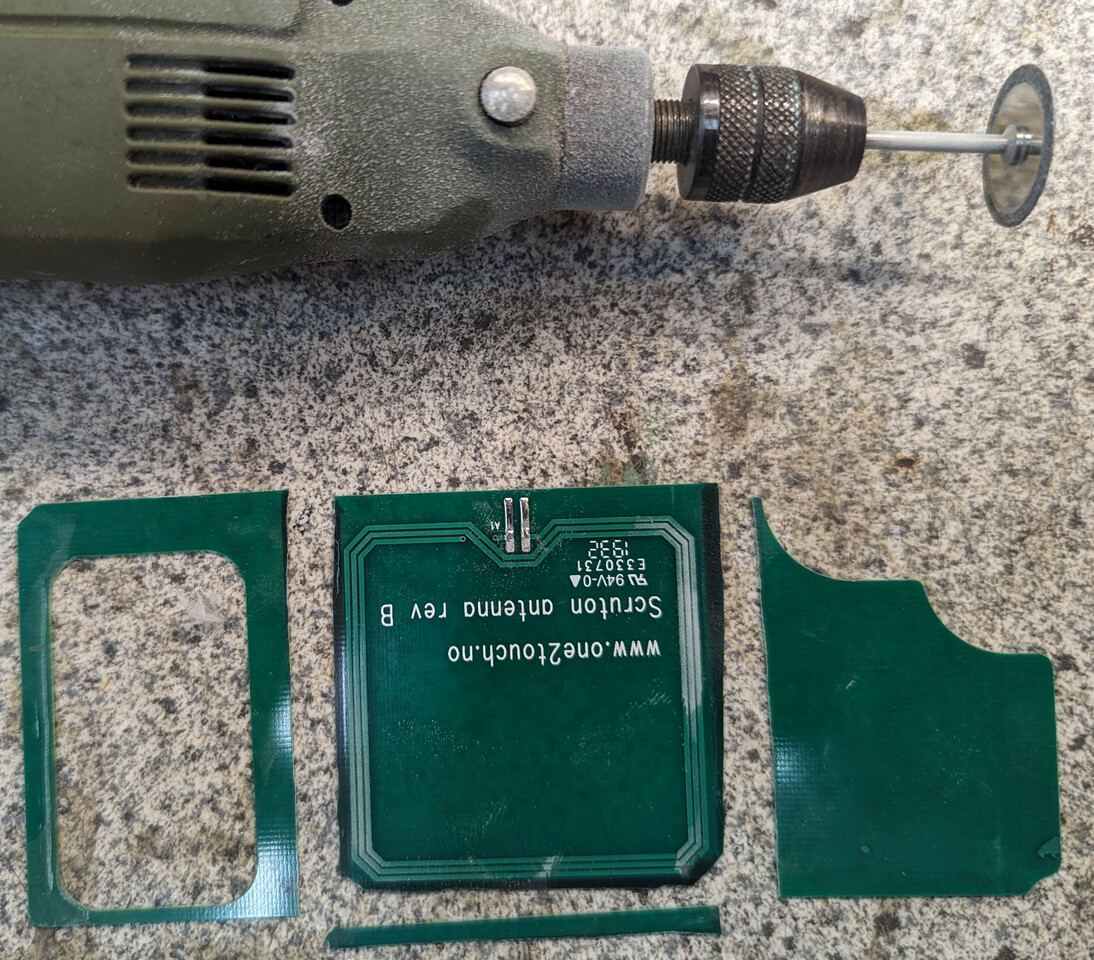 www.one2touch.no
Scruton antenna rev B
94V-0
E330731
1932
A1